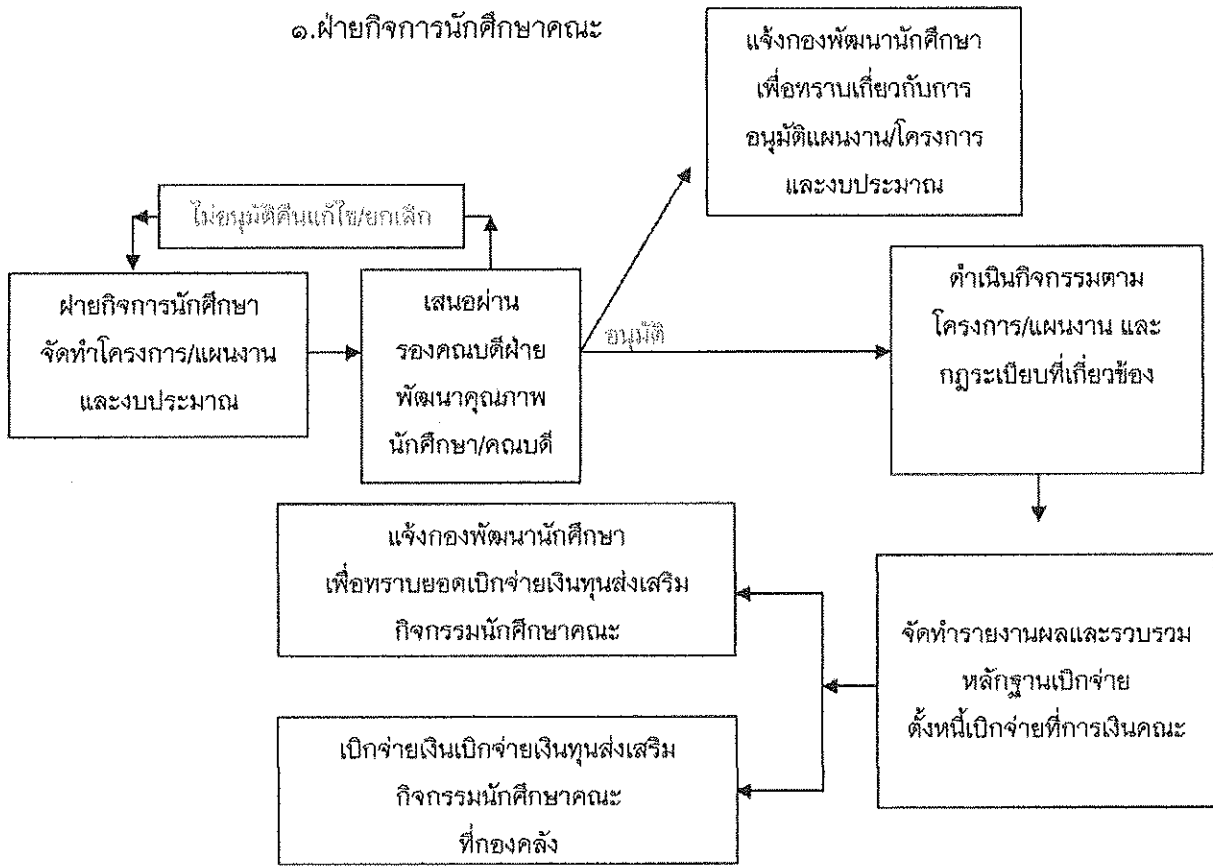 ๑.ฝ่ายกิจการนักศึกษาคณะ
แจ้งกองพัฒนานักศึกษา
เพื่อทราบเกี่ยวกับการ
อนุมัติแผนงาน/โครงการ
และงบประมาณ
ไม่อนุมัติคืนแก้ไข/ยกเลิก
ฝ่ายกิจการนักศึกษา
จัดทำโครงการ/แผนงาน
และงบประมาณ
เสนอผ่าน
รองคณบดีฝ่าย
พัฒนาคุณภาพ
นักศึกษา/คณบดี
อนุมัติ
ดำเนินกิจกรรมตาม
โครงการ/แผนงาน และ
กฎระเบียบที่เกี่ยวข้อง
แจ้งกองพัฒนานักศึกษา
เพื่อทราบยอดเบิกจ่ายเงินทุนส่งเสริม
กิจกรรมนักศึกษาคณะ
จัดทำรายงานผลและรวบรวม
หลักฐานเบิกจ่าย
ตั้งหนี้เบิกจ่ายที่การเงินคณะ
เบิกจ่ายเงินเบิกจ่ายเงินทุนส่งเสริม
กิจกรรมนักศึกษาคณะ
ที่กองคลัง